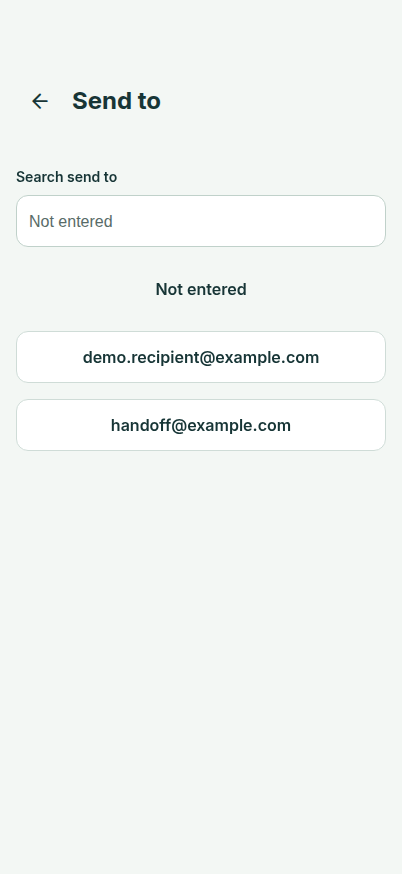 Send to
Search send to
Not entered
Not entered
demo.recipient@example.com
handoff@example.com